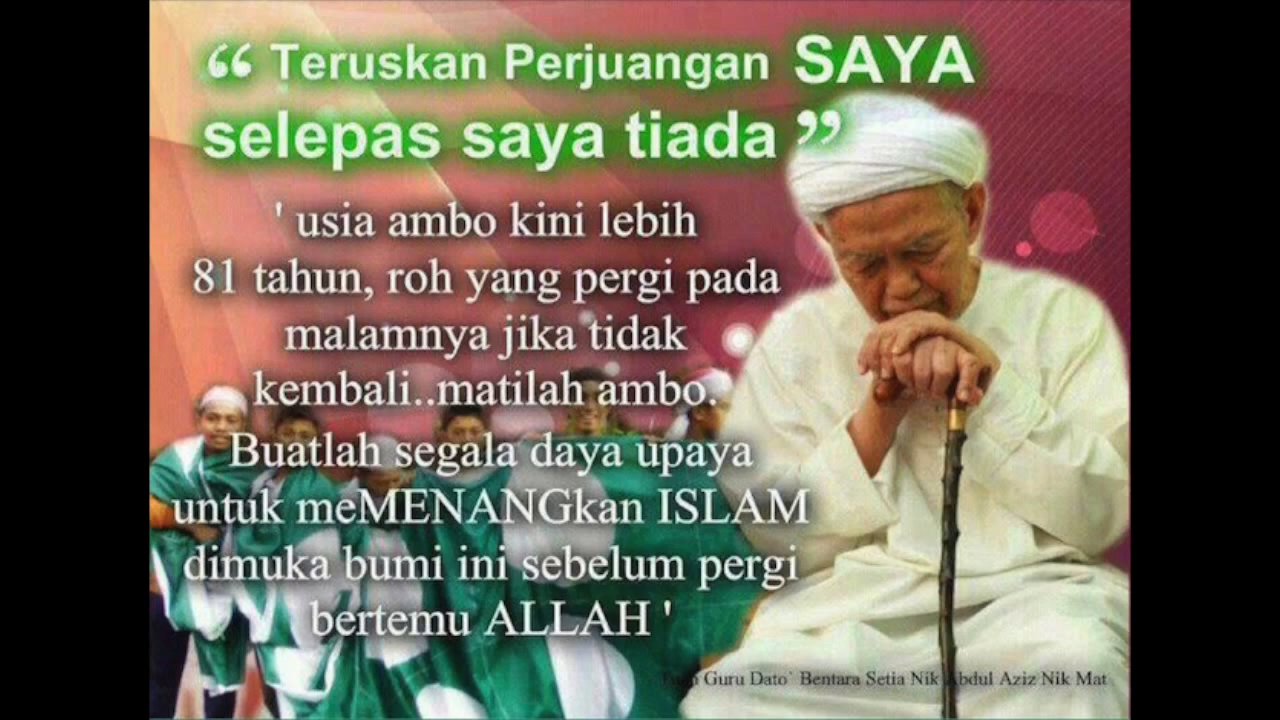 “ Teruskan Perjuangan SAYA
selepas saya tiada ”
' usia ambo kini lebih
81 tahun, roh yang pergi pada
malamnya jika tidak
kembali..matilah ambo.
Buatlah segala daya upaya
untuk meMENANGkan ISLAM
dimuka bumi ini sebelum pergi
bertemu ALLAH '
Guru Dato` Bentara Setia Nik Abdul Aziz Nik Mat